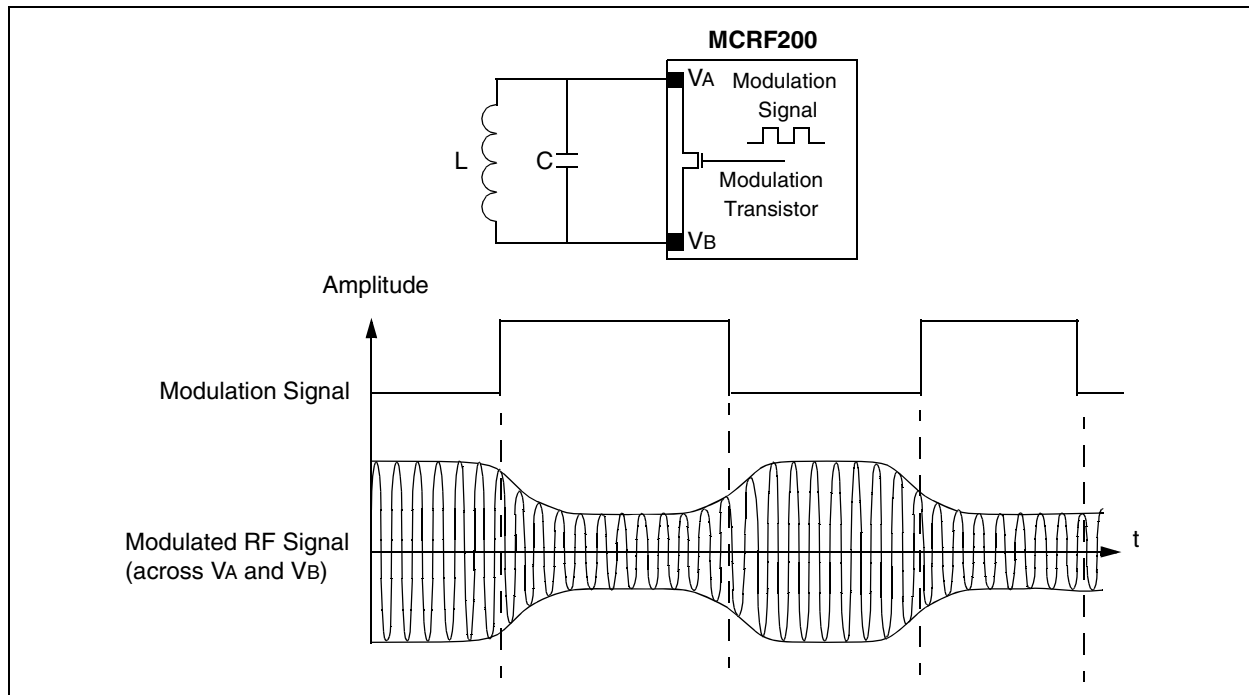 MCRF200
VA
Modulation
Signal
L
C
Modulation
Transistor
VB
Amplitude
Modulation Signal
Modulated RF Signal
(across VA and VB)
t